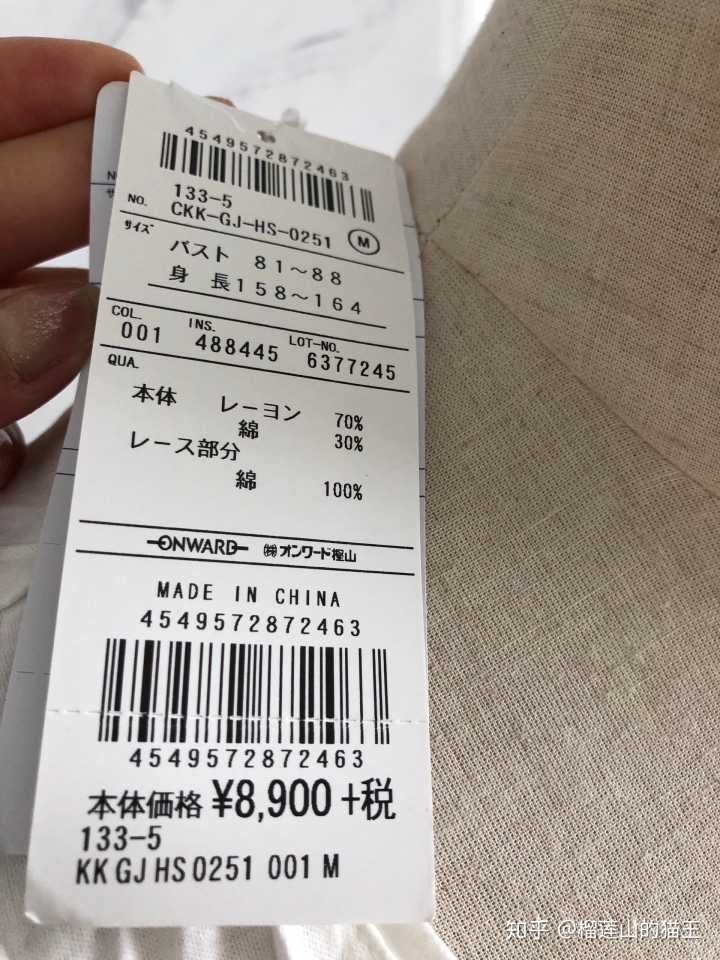 4549572872463
133-5
NO. CKK-GJ-HS-0251 M
サイズ バスト 81～88
身 長158～164
COL. INS. LOT-NO.
001 488445 6377245
QUA.
本体 レーヨン 70%
綿 30%
レース部分
綿 100%
ONWARD ㈱オンワード樫山
MADE IN CHINA
4549572872463
4549572872463
本体価格 ¥8,900 +税
133-5
KK GJ HS 0251 001 M
知乎 @榴莲山的猫王